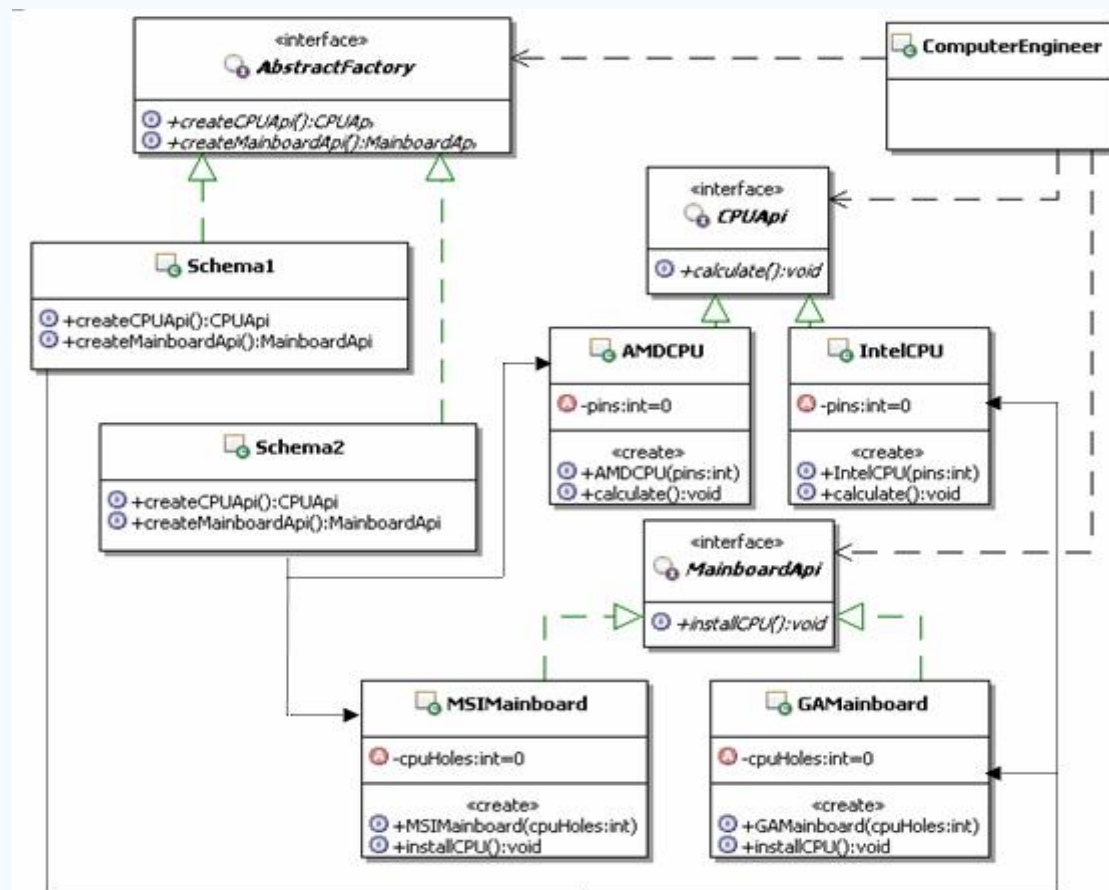 «interface»
AbstractFactory
+createCPUApi():CPUAp
+createMainboardApi():MainboardAp
ComputerEngineer
«interface»
CPUApi
+calculate():void
Schema1
+createCPUApi():CPUApi
+createMainboardApi():MainboardApi
AMDCPU
-pins:int=0
«create»
+AMDCPU(pins:int)
+calculate():void
IntelCPU
-pins:int=0
«create»
+IntelCPU(pins:int)
+calculate():void
Schema2
+createCPUApi():CPUApi
+createMainboardApi():MainboardApi
«interface»
MainboardApi
+installCPU():void
MSIMainboard
-cpuHoles:int=0
«create»
+MSIMainboard(cpuHoles:int)
+installCPU():void
GAMainboard
-cpuHoles:int=0
«create»
+GAMainboard(cpuHoles:int)
+installCPU():void